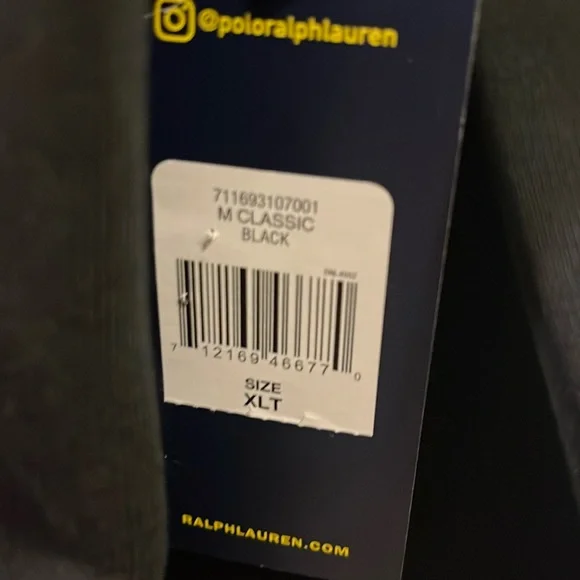 @poloralphlauren
711693107001
M CLASSIC
BLACK
7 12169 46677 0
SIZE
XLT
RALPHLAUREN.COM